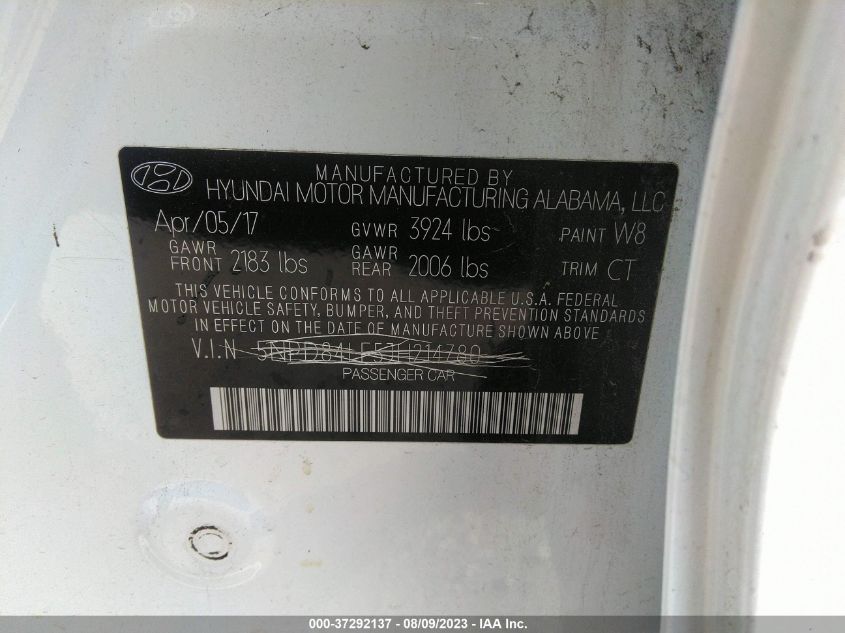 MANUFACTURED BY
HYUNDAI MOTOR MANUFACTURING ALABAMA, LLC
Apr/05/17 GVWR 3924 lbs PAINT W8
GAWR FRONT 2183 lbs GAWR REAR 2006 lbs TRIM CT
THIS VEHICLE CONFORMS TO ALL APPLICABLE U.S.A. FEDERAL
MOTOR VEHICLE SAFETY, BUMPER, AND THEFT PREVENTION STANDARDS
IN EFFECT ON THE DATE OF MANUFACTURE SHOWN ABOVE
V.I.N
PASSENGER CAR
000-37292137 - 08/09/2023 - IAA Inc.